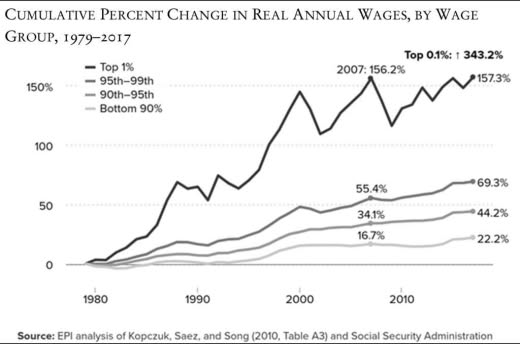 CUMULATIVE PERCENT CHANGE IN REAL ANNUAL WAGES, BY WAGE
GROUP, 1979–2017
Top 0.1%: ↑ 343.2%
Top 1%
95th–99th
90th–95th
Bottom 90%
2007: 156.2%
157.3%
150%
100
50
0
55.4%
69.3%
34.1%
44.2%
16.7%
22.2%
1980
1990
2000
2010
Source: EPI analysis of Kopczuk, Saez, and Song (2010, Table A3) and Social Security Administration